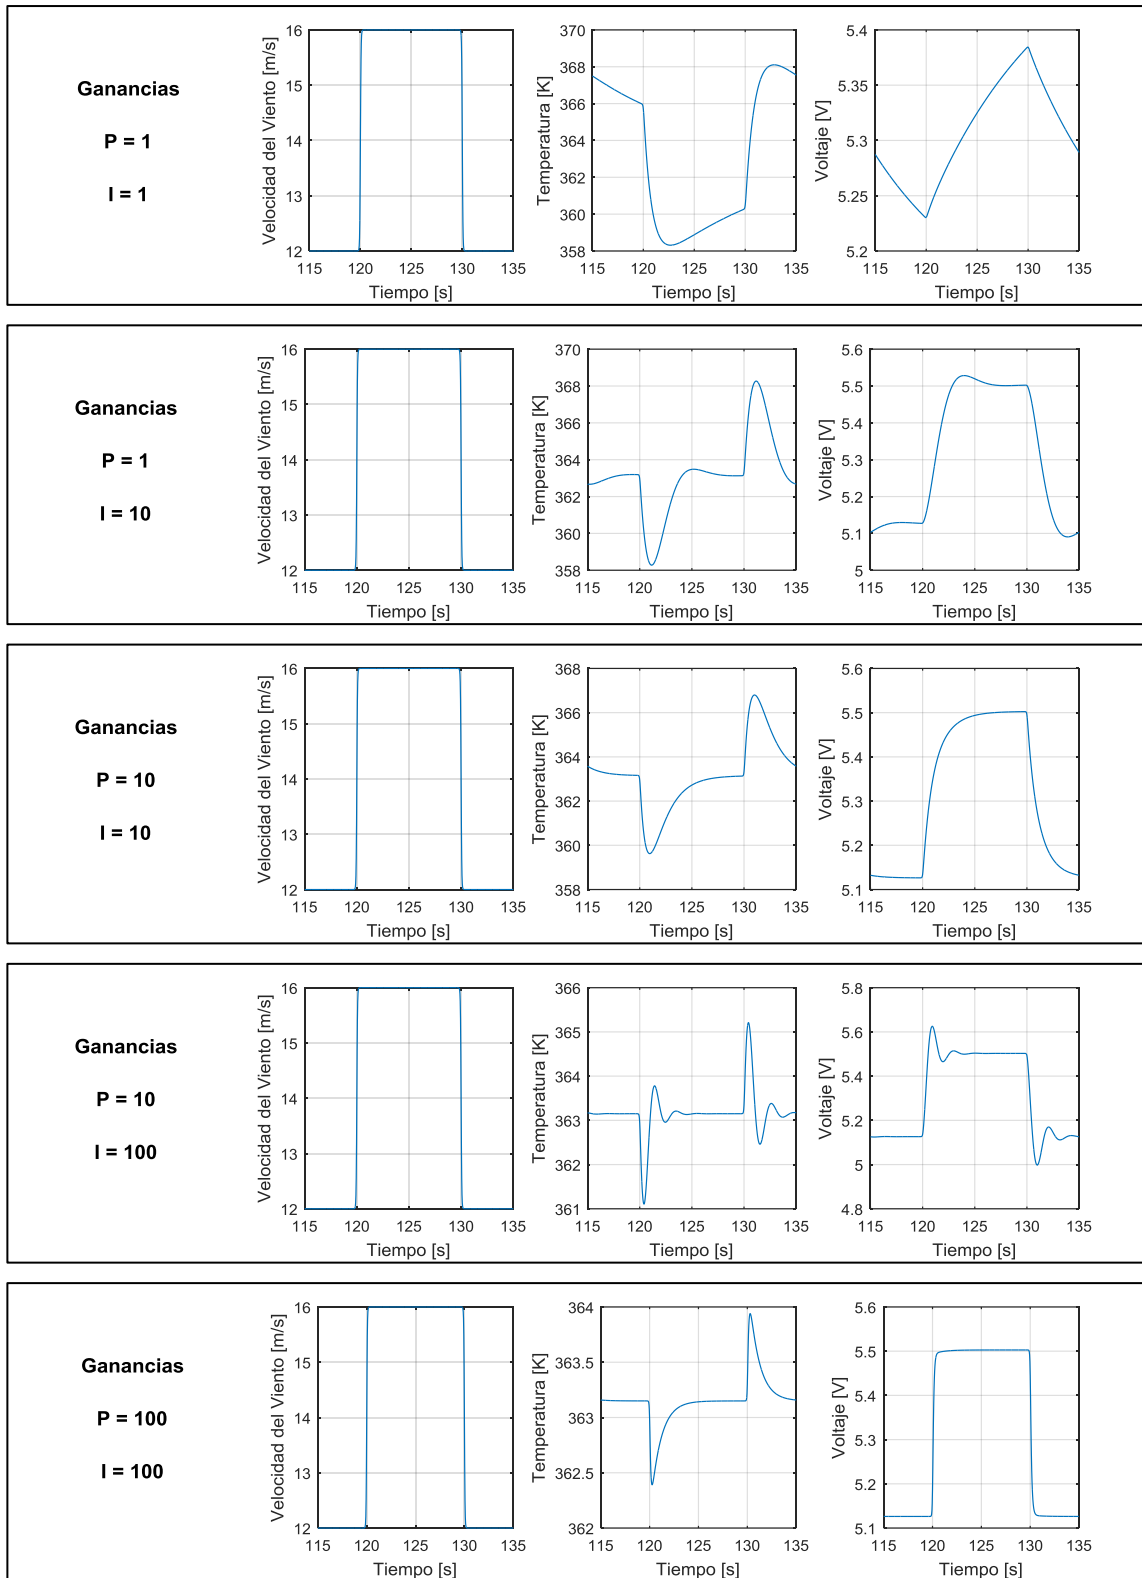 Ganancias
P = 1
I = 1
Velocidad del Viento [m/s]
16
15
14
13
12
115 120 125 130 135
Tiempo [s]
Temperatura [K]
370
368
366
364
362
360
358
115 120 125 130 135
Tiempo [s]
Voltaje [V]
5.4
5.35
5.3
5.25
5.2
115 120 125 130 135
Tiempo [s]
Ganancias
P = 1
I = 10
Velocidad del Viento [m/s]
16
15
14
13
12
115 120 125 130 135
Tiempo [s]
Temperatura [K]
370
368
366
364
362
360
358
115 120 125 130 135
Tiempo [s]
Voltaje [V]
5.6
5.5
5.4
5.3
5.2
5.1
5
115 120 125 130 135
Tiempo [s]
Ganancias
P = 10
I = 10
Velocidad del Viento [m/s]
16
15
14
13
12
115 120 125 130 135
Tiempo [s]
Temperatura [K]
368
366
364
362
360
358
115 120 125 130 135
Tiempo [s]
Voltaje [V]
5.6
5.5
5.4
5.3
5.2
5.1
115 120 125 130 135
Tiempo [s]
Ganancias
P = 10
I = 100
Velocidad del Viento [m/s]
16
15
14
13
12
115 120 125 130 135
Tiempo [s]
Temperatura [K]
366
365
364
363
362
361
115 120 125 130 135
Tiempo [s]
Voltaje [V]
5.8
5.6
5.4
5.2
5
4.8
115 120 125 130 135
Tiempo [s]
Ganancias
P = 100
I = 100
Velocidad del Viento [m/s]
16
15
14
13
12
115 120 125 130 135
Tiempo [s]
Temperatura [K]
364
363.5
363
362.5
362
115 120 125 130 135
Tiempo [s]
Voltaje [V]
5.6
5.5
5.4
5.3
5.2
5.1
115 120 125 130 135
Tiempo [s]